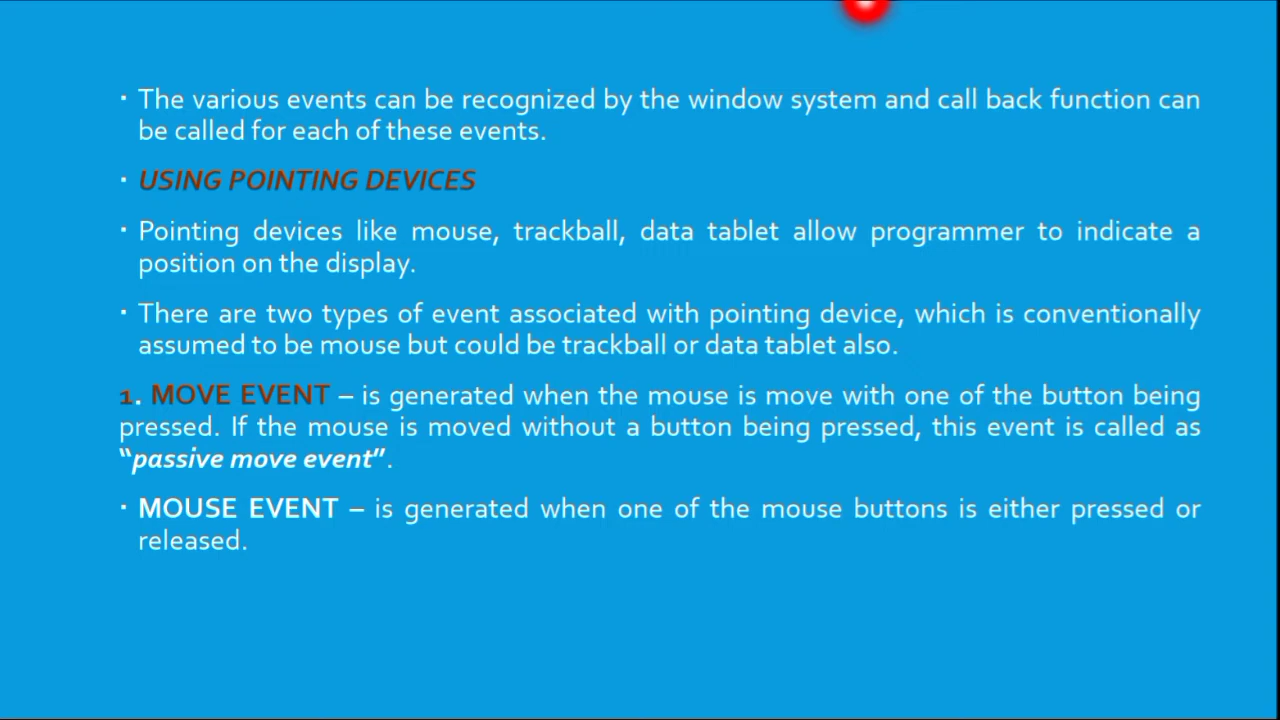 · The various events can be recognized by the window system and call back function can
be called for each of these events.
· USING POINTING DEVICES
· Pointing devices like mouse, trackball, data tablet allow programmer to indicate a
position on the display.
· There are two types of event associated with pointing device, which is conventionally
assumed to be mouse but could be trackball or data tablet also.
1. MOVE EVENT – is generated when the mouse is move with one of the button being
pressed. If the mouse is moved without a button being pressed, this event is called as
“passive move event”.
· MOUSE EVENT – is generated when one of the mouse buttons is either pressed or
released.